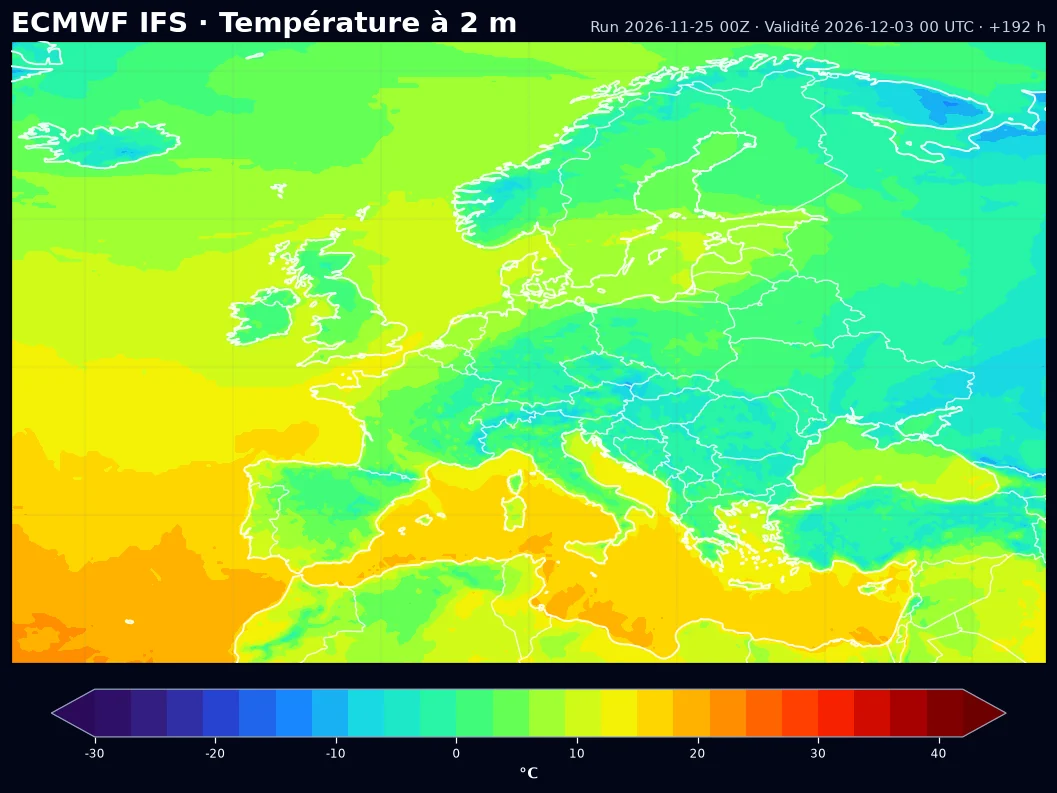 ECMWF IFS · Température à 2 m
Run 2026-11-25 00Z · Validité 2026-12-03 00 UTC · +192 h
-30 -20 -10 0 10 20 30 40
°C